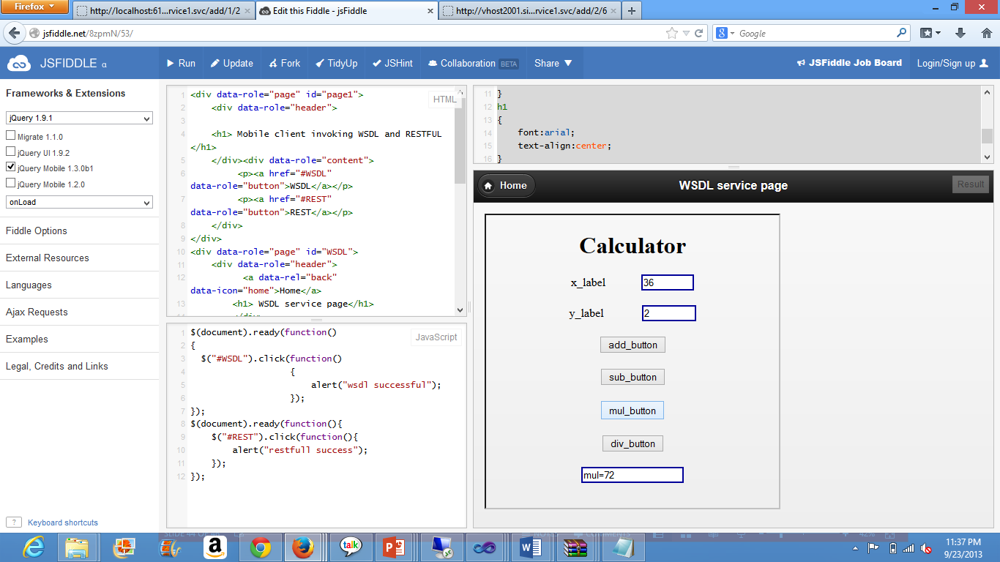 Firefox
http://localhost:61...rvice1.svc/add/1/2
Edit this Fiddle - jsFiddle
http://vhost2001.si...rvice1.svc/add/2/6
jsfiddle.net/8zpmN/53/
Google
JSFIDDLE α
Run
Update
Fork
TidyUp
JSHint
Collaboration BETA
Share
JSFiddle Job Board
Login/Sign up
Frameworks & Extensions
jQuery 1.9.1
Migrate 1.1.0
jQuery UI 1.9.2
jQuery Mobile 1.3.0b1
jQuery Mobile 1.2.0
onLoad
Fiddle Options
External Resources
Languages
Ajax Requests
Examples
Legal, Credits and Links
? Keyboard shortcuts
HTML
1 <div data-role="page" id="page1">
2 <div data-role="header">
3
4 <h1> Mobile client invoking WSDL and RESTFUL
</h1>
5 </div><div data-role="content">
6 <p><a href="#WSDL"
data-role="button">WSDL</a></p>
7 <p><a href="#REST"
data-role="button">REST</a></p>
8 </div>
9 </div>
10 <div data-role="page" id="WSDL">
11 <div data-role="header">
12 <a data-rel="back"
data-icon="home">Home</a>
13 <h1> WSDL service page</h1>
14 </div>
JavaScript
1 $(document).ready(function()
2 {
3 $("#WSDL").click(function()
4 {
5 alert("wsdl successful");
6 });
7 });
8 $(document).ready(function(){
9 $("#REST").click(function(){
10 alert("restfull success");
11 });
12 });
11 }
12 h1
13 {
14 font:arial;
15 text-align:center;
16 }
Home
WSDL service page
Result
Calculator
x_label 36
y_label 2
add_button
sub_button
mul_button
div_button
mul=72
talk
42%
11:37 PM
9/23/2013